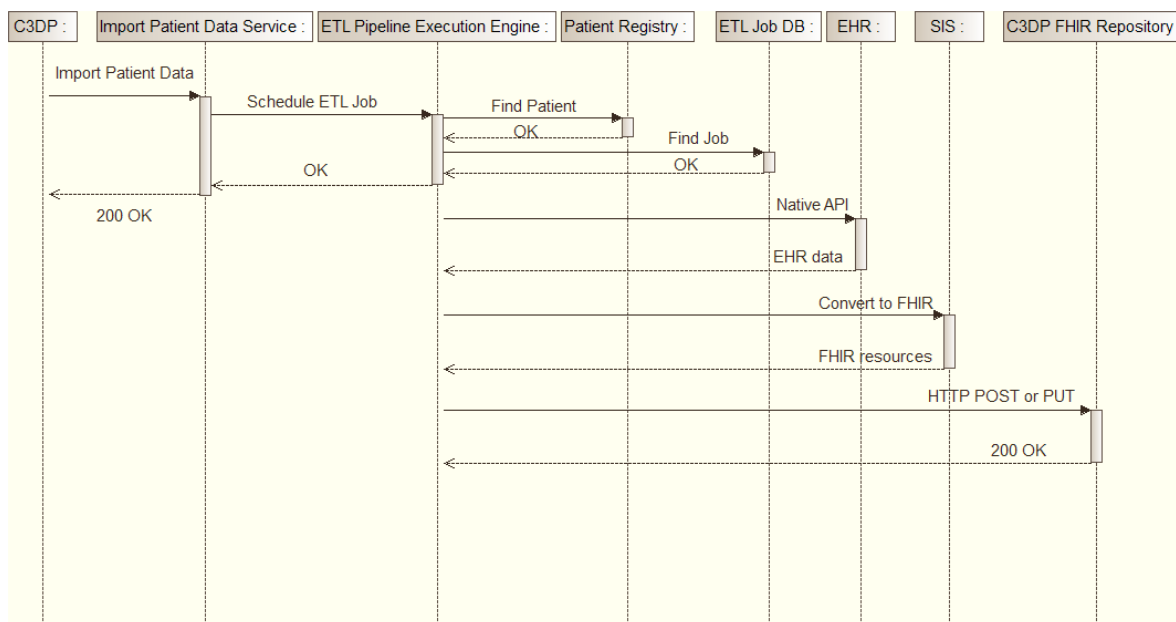 C3DP :
Import Patient Data Service :
ETL Pipeline Execution Engine :
Patient Registry :
ETL Job DB :
EHR :
SIS :
C3DP FHIR Repository
Import Patient Data
Schedule ETL Job
Find Patient
OK
Find Job
OK
OK
200 OK
Native API
EHR data
Convert to FHIR
FHIR resources
HTTP POST or PUT
200 OK